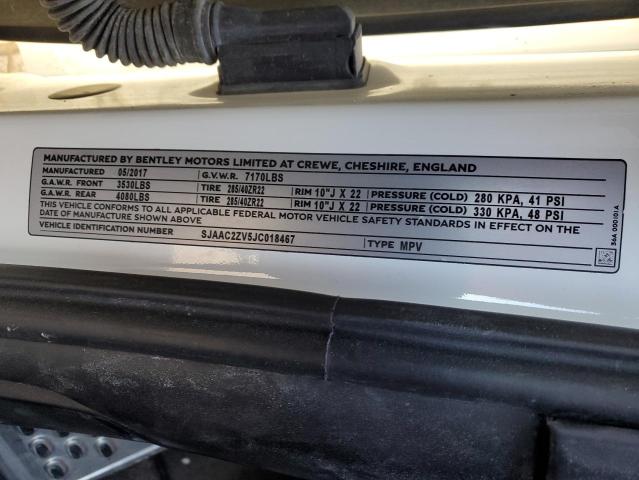 MANUFACTURED BY BENTLEY MOTORS LIMITED AT CREWE, CHESHIRE, ENGLAND
MANUFACTURED 05/2017 G.V.W.R. 7170LBS
G.A.W.R. FRONT 3530LBS TIRE 285/40ZR22 RIM 10"J X 22 PRESSURE (COLD) 280 KPA, 41 PSI
G.A.W.R. REAR 4080LBS TIRE 285/40ZR22 RIM 10"J X 22 PRESSURE (COLD) 330 KPA, 48 PSI
THIS VEHICLE CONFORMS TO ALL APPLICABLE FEDERAL MOTOR VEHICLE SAFETY STANDARDS IN EFFECT ON THE
DATE OF MANUFACTURE SHOWN ABOVE
VEHICLE IDENTIFICATION NUMBER SJAAC2ZV5JC018467 TYPE MPV
36A 000101A